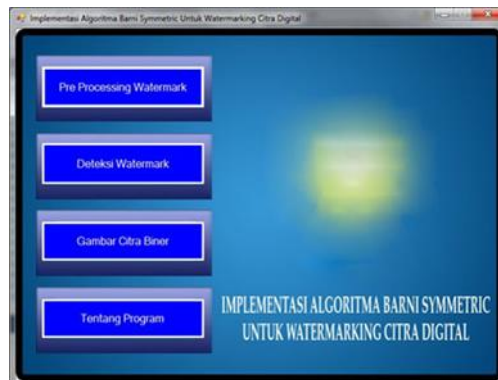 Implementasi Algoritma Barni Symmetric Untuk Watermarking Citra Digital
Pre Processing Watermark
Deteksi Watermark
Gambar Citra Biner
Tentang Program
IMPLEMENTASI ALGORITMA BARNI SYMMETRIC
UNTUK WATERMARKING CITRA DIGITAL